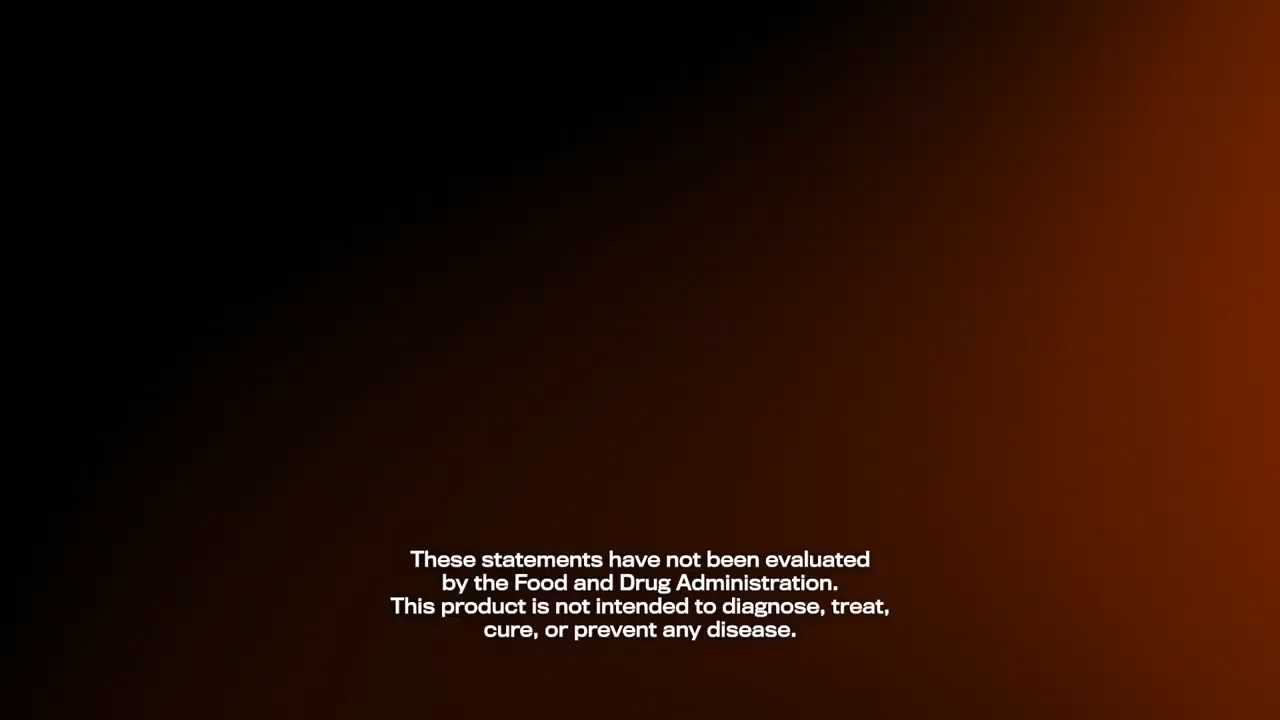 These statements have not been evaluated
by the Food and Drug Administration.
This product is not intended to diagnose, treat,
cure, or prevent any disease.